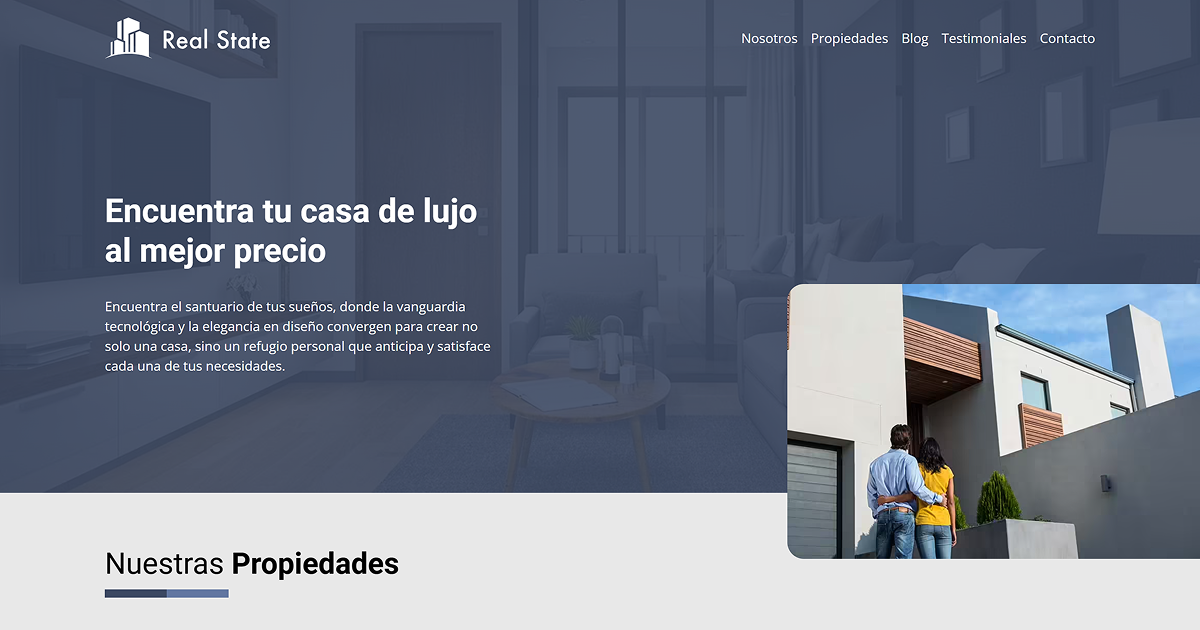 Real State
Nosotros Propiedades Blog Testimoniales Contacto
Encuentra tu casa de lujo
al mejor precio
Encuentra el santuario de tus sueños, donde la vanguardia
tecnológica y la elegancia en diseño convergen para crear no
solo una casa, sino un refugio personal que anticipa y satisface
cada una de tus necesidades.
Nuestras Propiedades